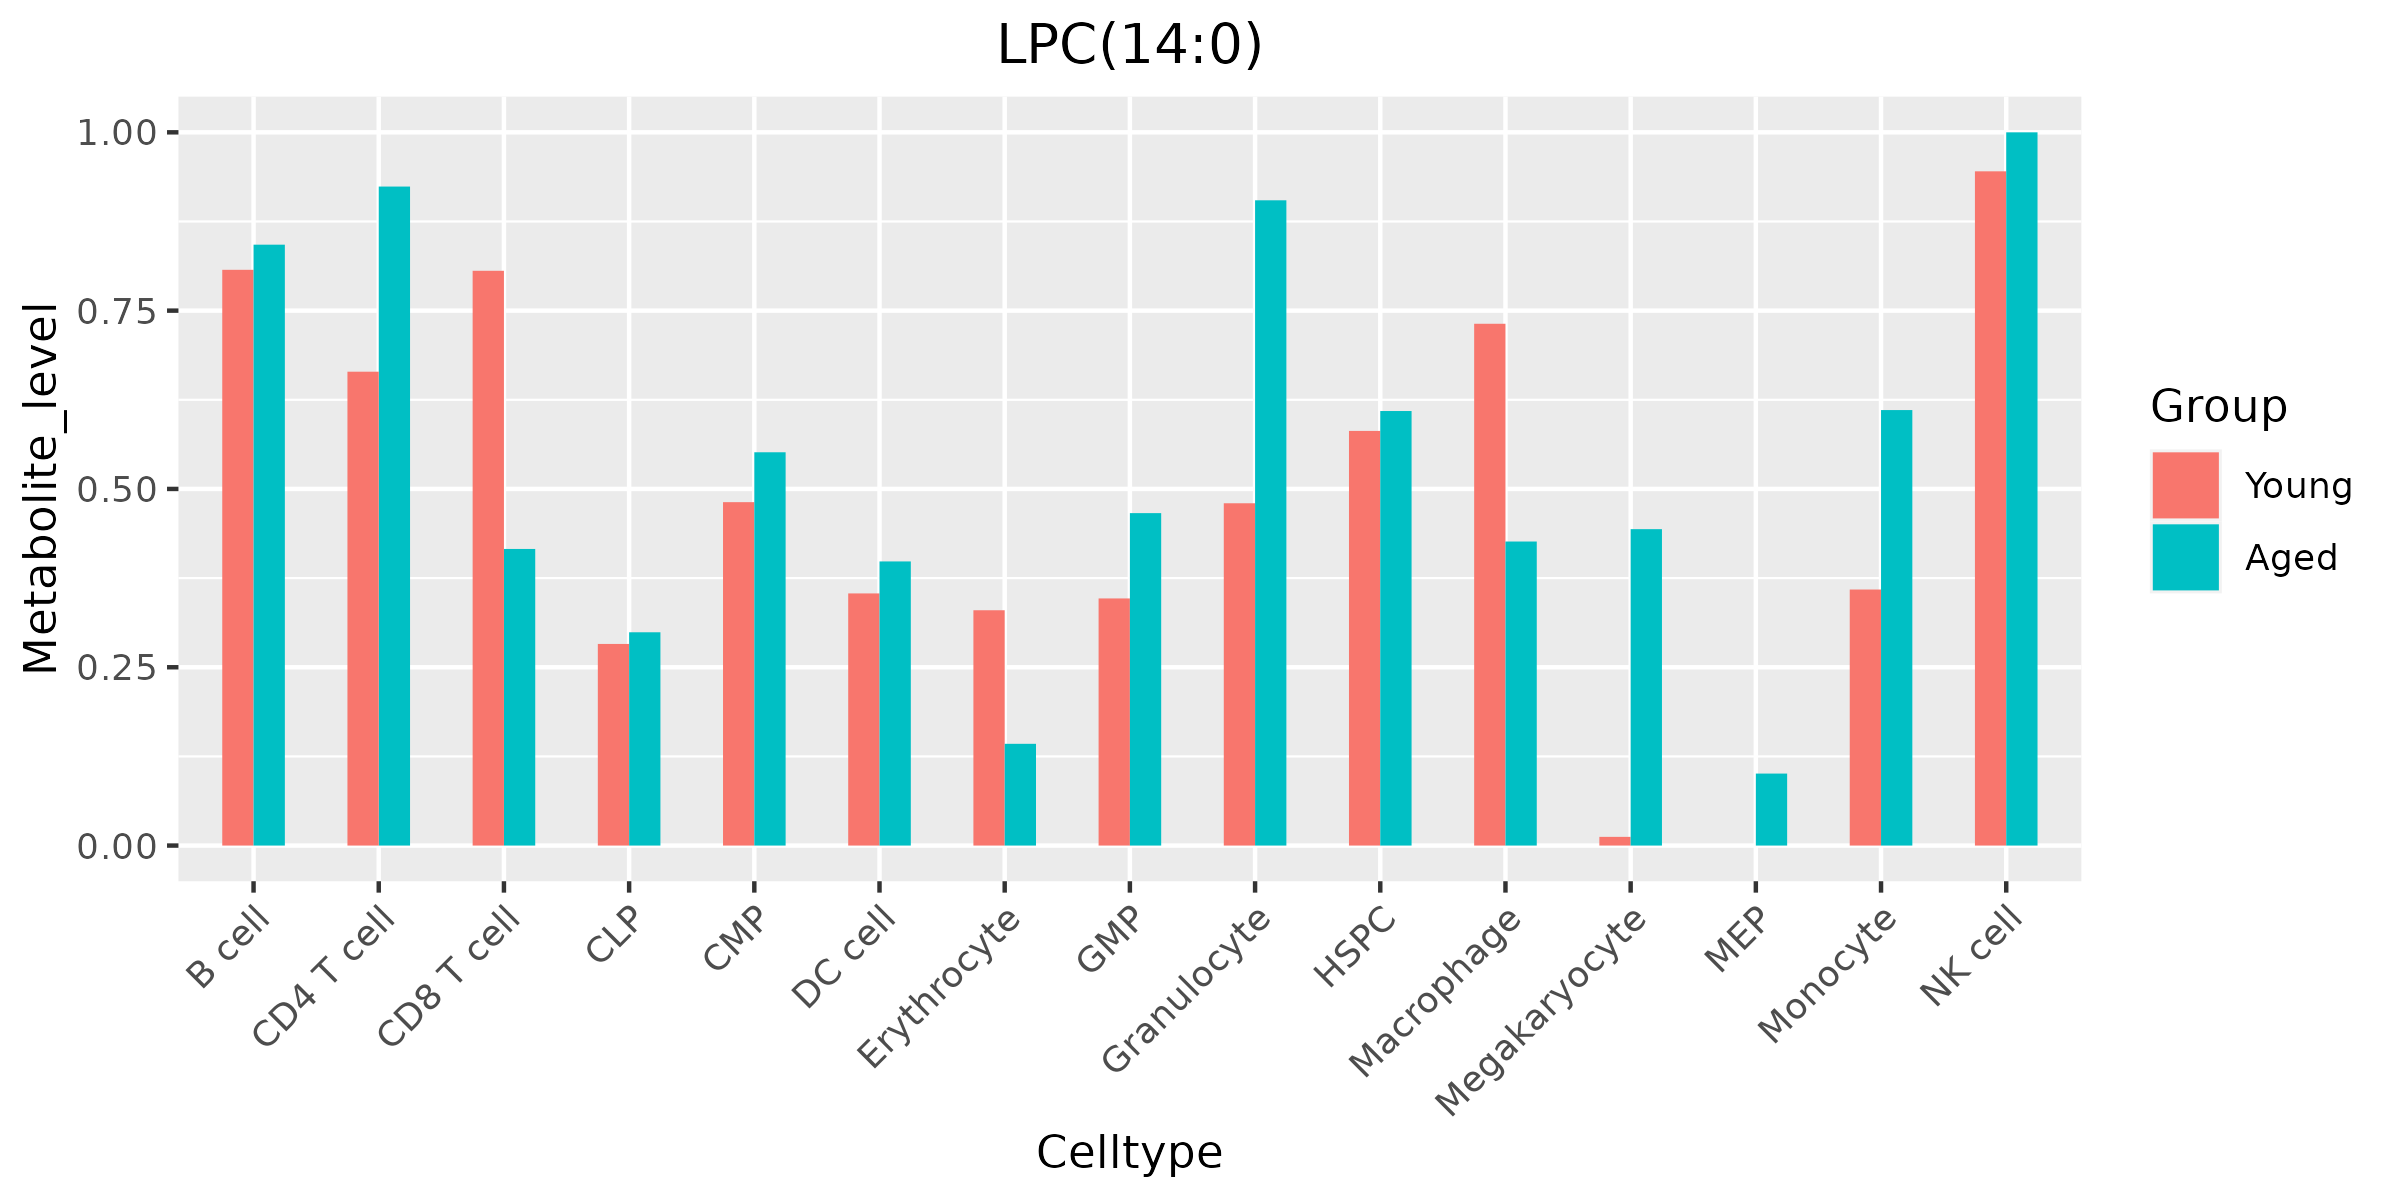 LPC(14:0)
Metabolite_level
1.00
0.75
0.50
0.25
0.00
B cell
CD4 T cell
CD8 T cell
CLP
CMP
DC cell
Erythrocyte
GMP
Granulocyte
HSPC
Macrophage
Megakaryocyte
MEP
Monocyte
NK cell
Celltype
Group
Young
Aged